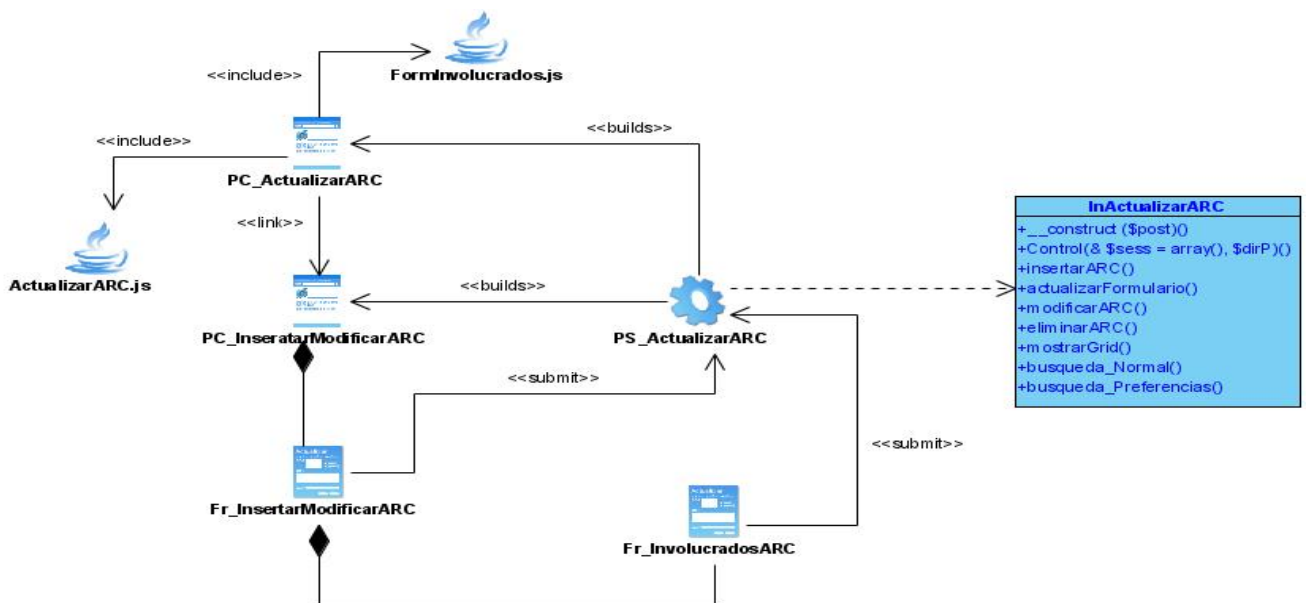 <<include>>
FormInvolucrados.js
<<include>>
<<builds>>
PC_ActualizarARC
<<link>>
ActualizarARC.js
<<builds>>
PC_InseratarModificarARC
PS_ActualizarARC
InActualizarARC
+__construct ($post)()
+Control(& $sess = array(), $dirP)()
+insertarARC()
+actualizarFormulario()
+modificarARC()
+eliminarARC()
+mostrarGrid()
+busqueda_Normal()
+busqueda_Preferencias()
<<submit>>
<<submit>>
Fr_InsertarModificarARC
Fr_InvolucradosARC